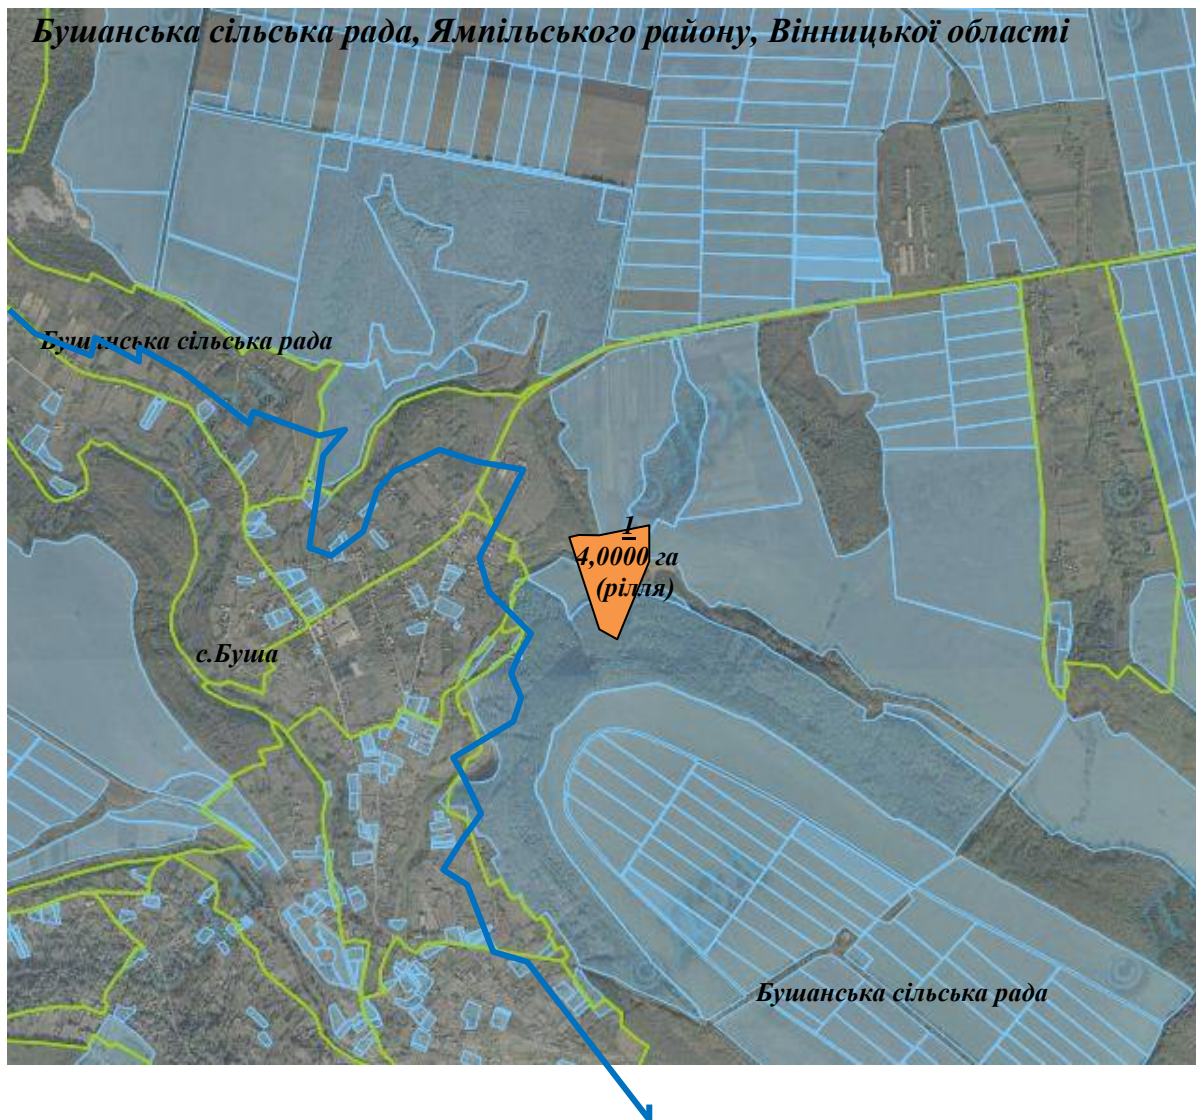 Бушанська сільська рада, Ямпільського району, Вінницької області
Бушанська сільська рада
1
4,0000 га
(рілля)
с.Буша
Бушанська сільська рада